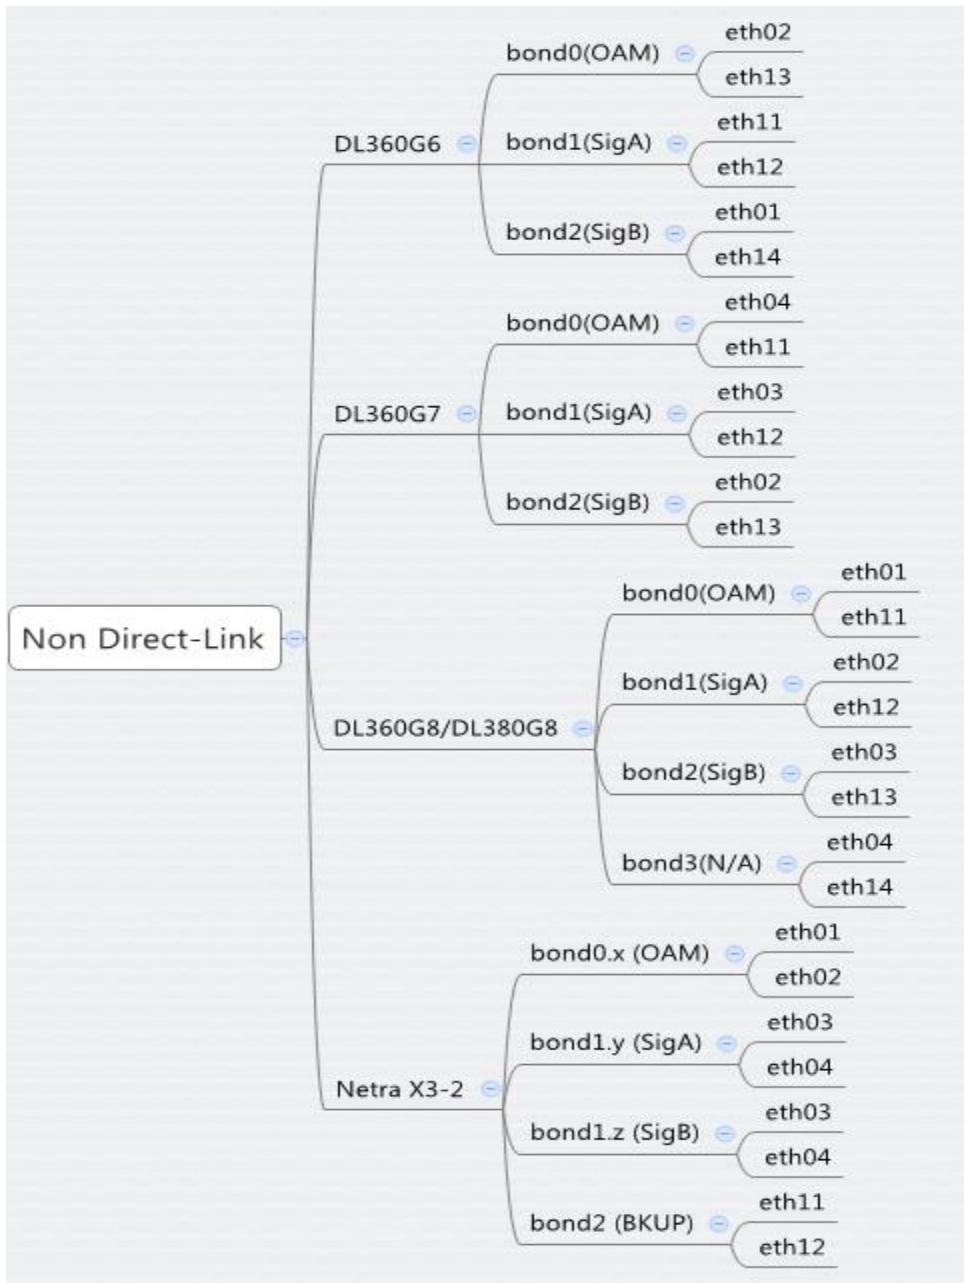 Non Direct-Link
DL360G6
bond0(OAM)
eth02
eth13
bond1(SigA)
eth11
eth12
bond2(SigB)
eth01
eth14
DL360G7
bond0(OAM)
eth04
eth11
bond1(SigA)
eth03
eth12
bond2(SigB)
eth02
eth13
DL360G8/DL380G8
bond0(OAM)
eth01
eth11
bond1(SigA)
eth02
eth12
bond2(SigB)
eth03
eth13
bond3(N/A)
eth04
eth14
Netra X3-2
bond0.x (OAM)
eth01
eth02
bond1.y (SigA)
eth03
eth04
bond1.z (SigB)
eth03
eth04
bond2 (BKUP)
eth11
eth12